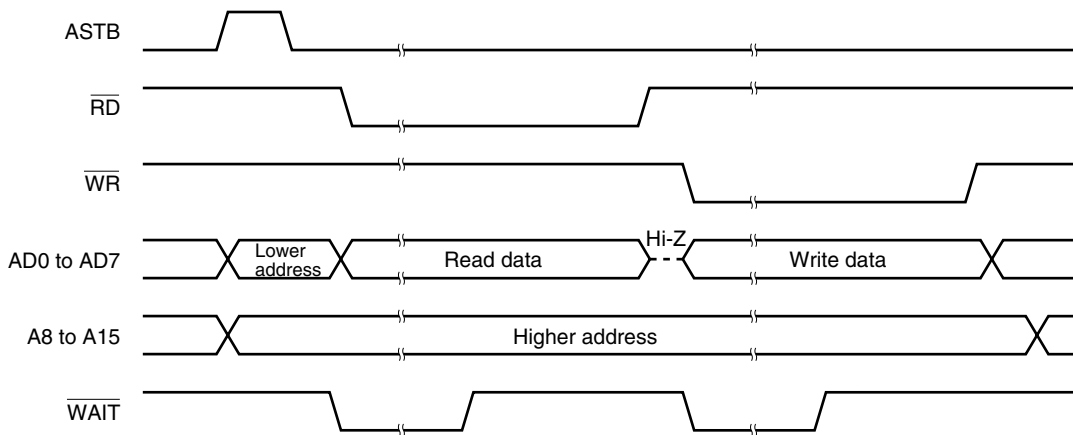 ASTB
RD
WR
Hi-Z
AD0 to AD7
Lower
address
Read data
Write data
A8 to A15
Higher address
WAIT